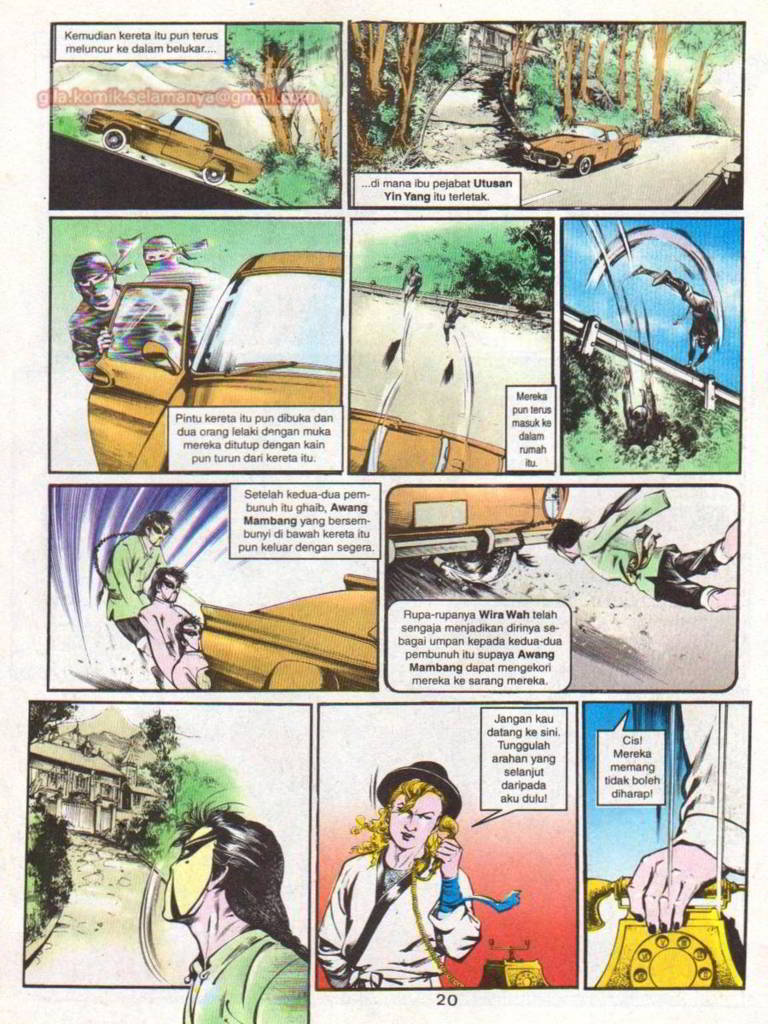 Kemudian kereta itu pun terus
meluncur ke dalam belukar....
gila.komik.selamanya@gmail.com
...di mana ibu pejabat Utusan
Yin Yang itu terletak.
Pintu kereta itu pun dibuka dan
dua orang lelaki dengan muka
mereka ditutup dengan kain
pun turun dari kereta itu.
Mereka
pun terus
masuk ke
dalam
rumah
itu.
Setelah kedua-dua pem-
bunuh itu ghaib, Awang
Mambang yang bersem-
bunyi di bawah kereta itu
pun keluar dengan segera.
Rupa-rupanya Wira Wah telah
sengaja menjadikan dirinya se-
bagai umpan kepada kedua-dua
pembunuh itu supaya Awang
Mambang dapat mengekori
mereka ke sarang mereka.
Jangan kau
datang ke sini.
Tunggulah
arahan yang
selanjut
daripada
aku dulu!
Cis!
Mereka
memang
tidak boleh
diharap!
20